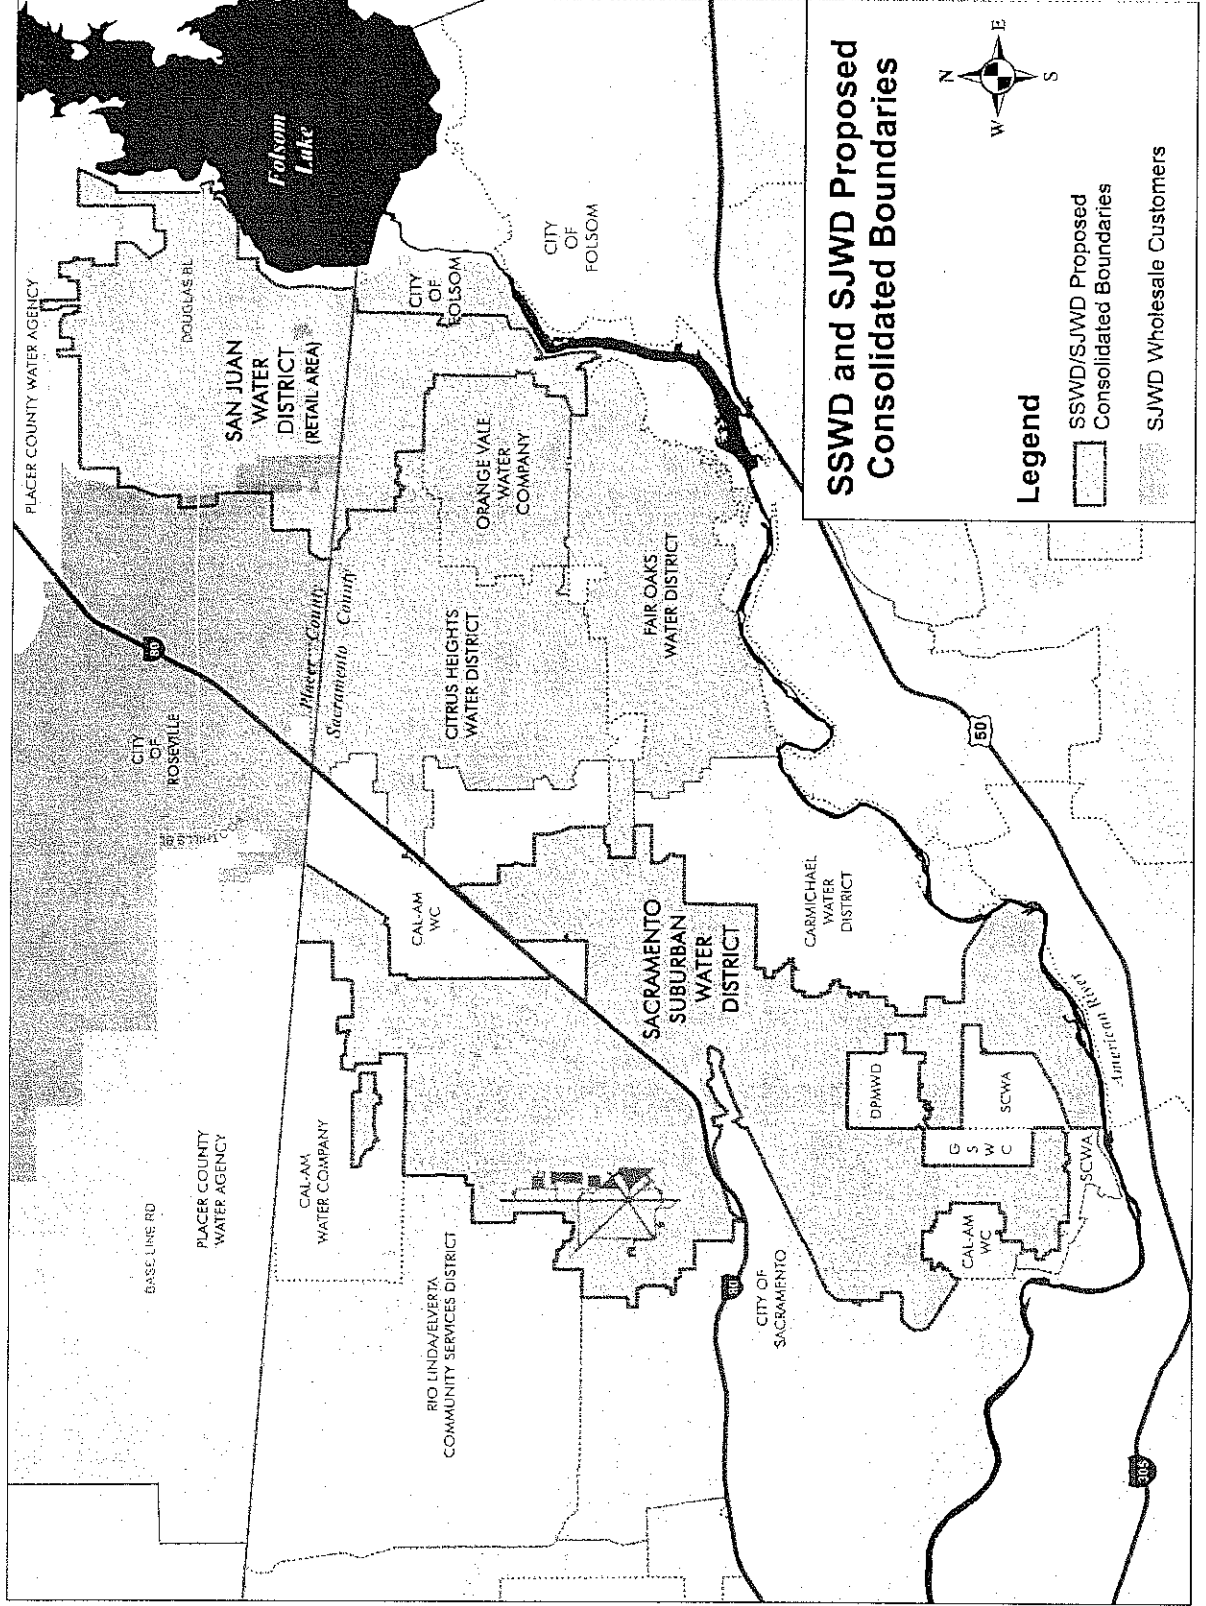 PLACER COUNTY WATER AGENCY
Folsom
Lake
DOUGLAS BL
SAN JUAN
WATER
DISTRICT
(RETAIL AREA)
CITY
OF
FOLSOM
CITY
OF
FOLSOM
ORANGE VALE
WATER
COMPANY
80
CITY
OF
ROSEVILLE
Placer County
Sacramento County
CITRUS HEIGHTS
WATER DISTRICT
FAIR OAKS
WATER DISTRICT
50
BASE LINE RD
PLACER COUNTY
WATER AGENCY
CAL-AM
WATER COMPANY
CAL-AM
WC
SACRAMENTO
SUBURBAN
WATER
DISTRICT
CARMICHAEL
WATER
DISTRICT
American River
DPMWD
SCWA
G
S
W
C
SCWA
CAL-AM
WC
RIO LINDA/ELVERTA
COMMUNITY SERVICES DISTRICT
80
CITY OF
SACRAMENTO
305
SSWD and SJWD Proposed
Consolidated Boundaries
N
W
E
S
Legend
SSWD/SJWD Proposed
Consolidated Boundaries
SJWD Wholesale Customers